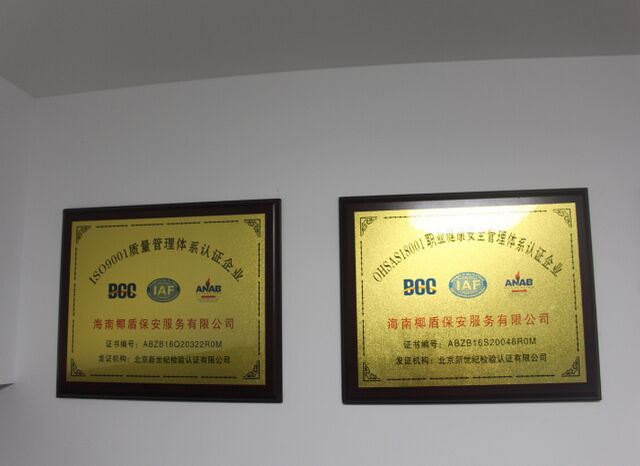 ISO9001质量管理体系认证企业
BCC
IAF
ANAB
海南椰盾保安服务有限公司
证书编号：ABZB16Q20322R0M
发证机构：北京新世纪检验认证有限公司
OHSAS18001职业健康安全管理体系认证企业
BCC
IAF
ANAB
海南椰盾保安服务有限公司
证书编号：ABZB16S20046R0M
发证机构：北京新世纪检验认证有限公司